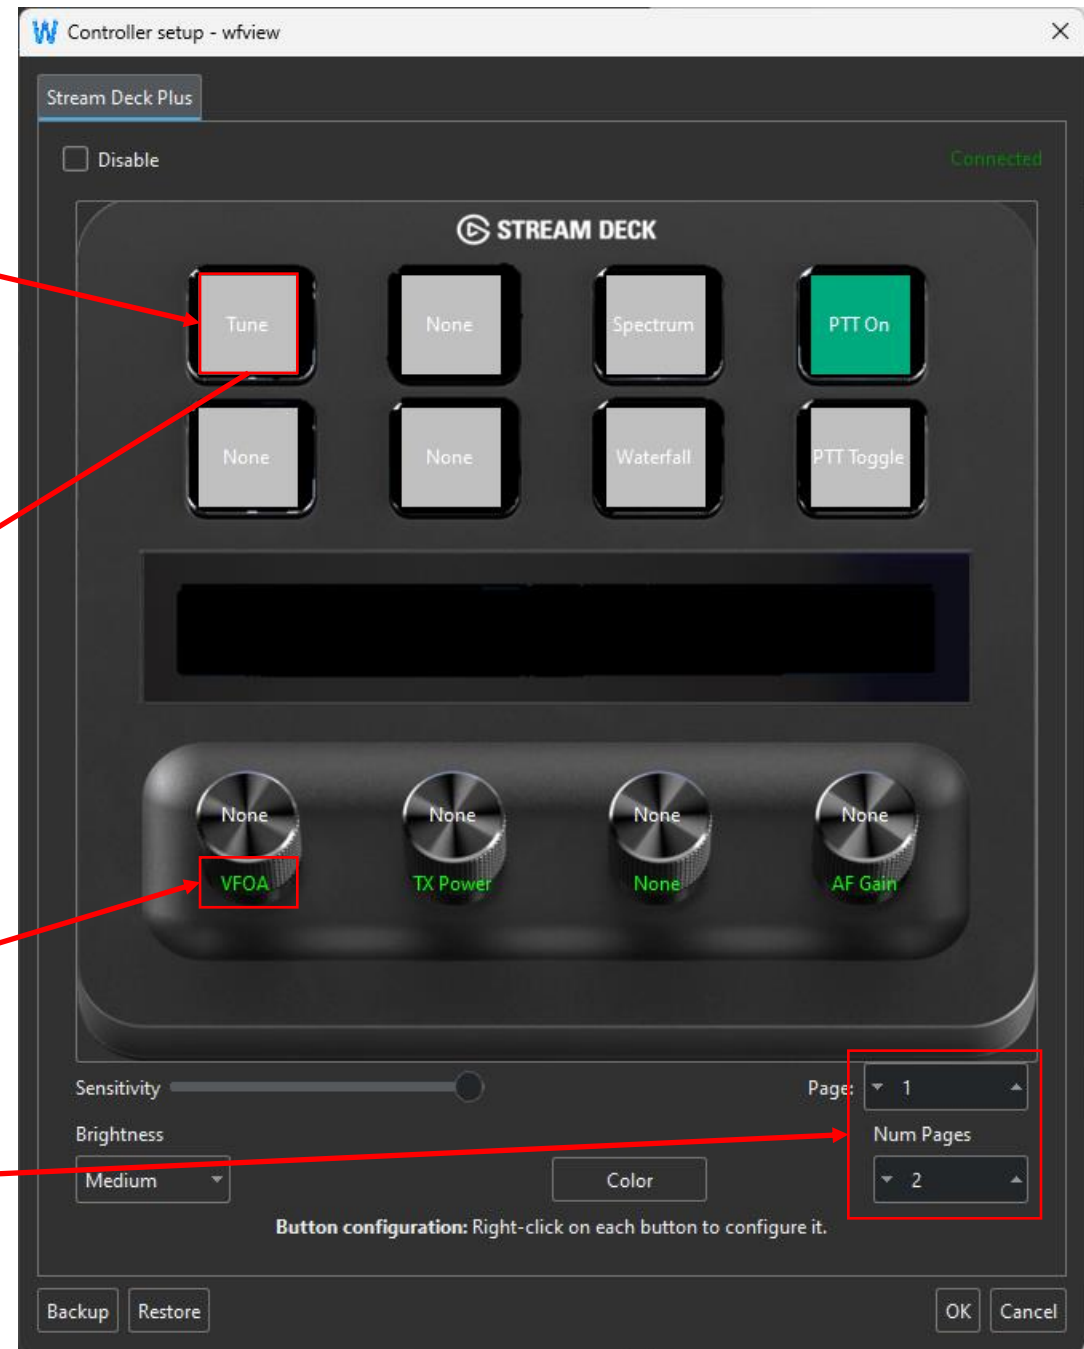 Controller setup - wfview
Stream Deck Plus
Disable
Connected
STREAM DECK
Tune None Spectrum PTT On
None None Waterfall PTT Toggle
None None None None
VFOA TX Power None AF Gain
Sensitivity Page: 1
Brightness Num Pages
Medium Color 2
Button configuration: Right-click on each button to configure it.
Backup Restore OK Cancel